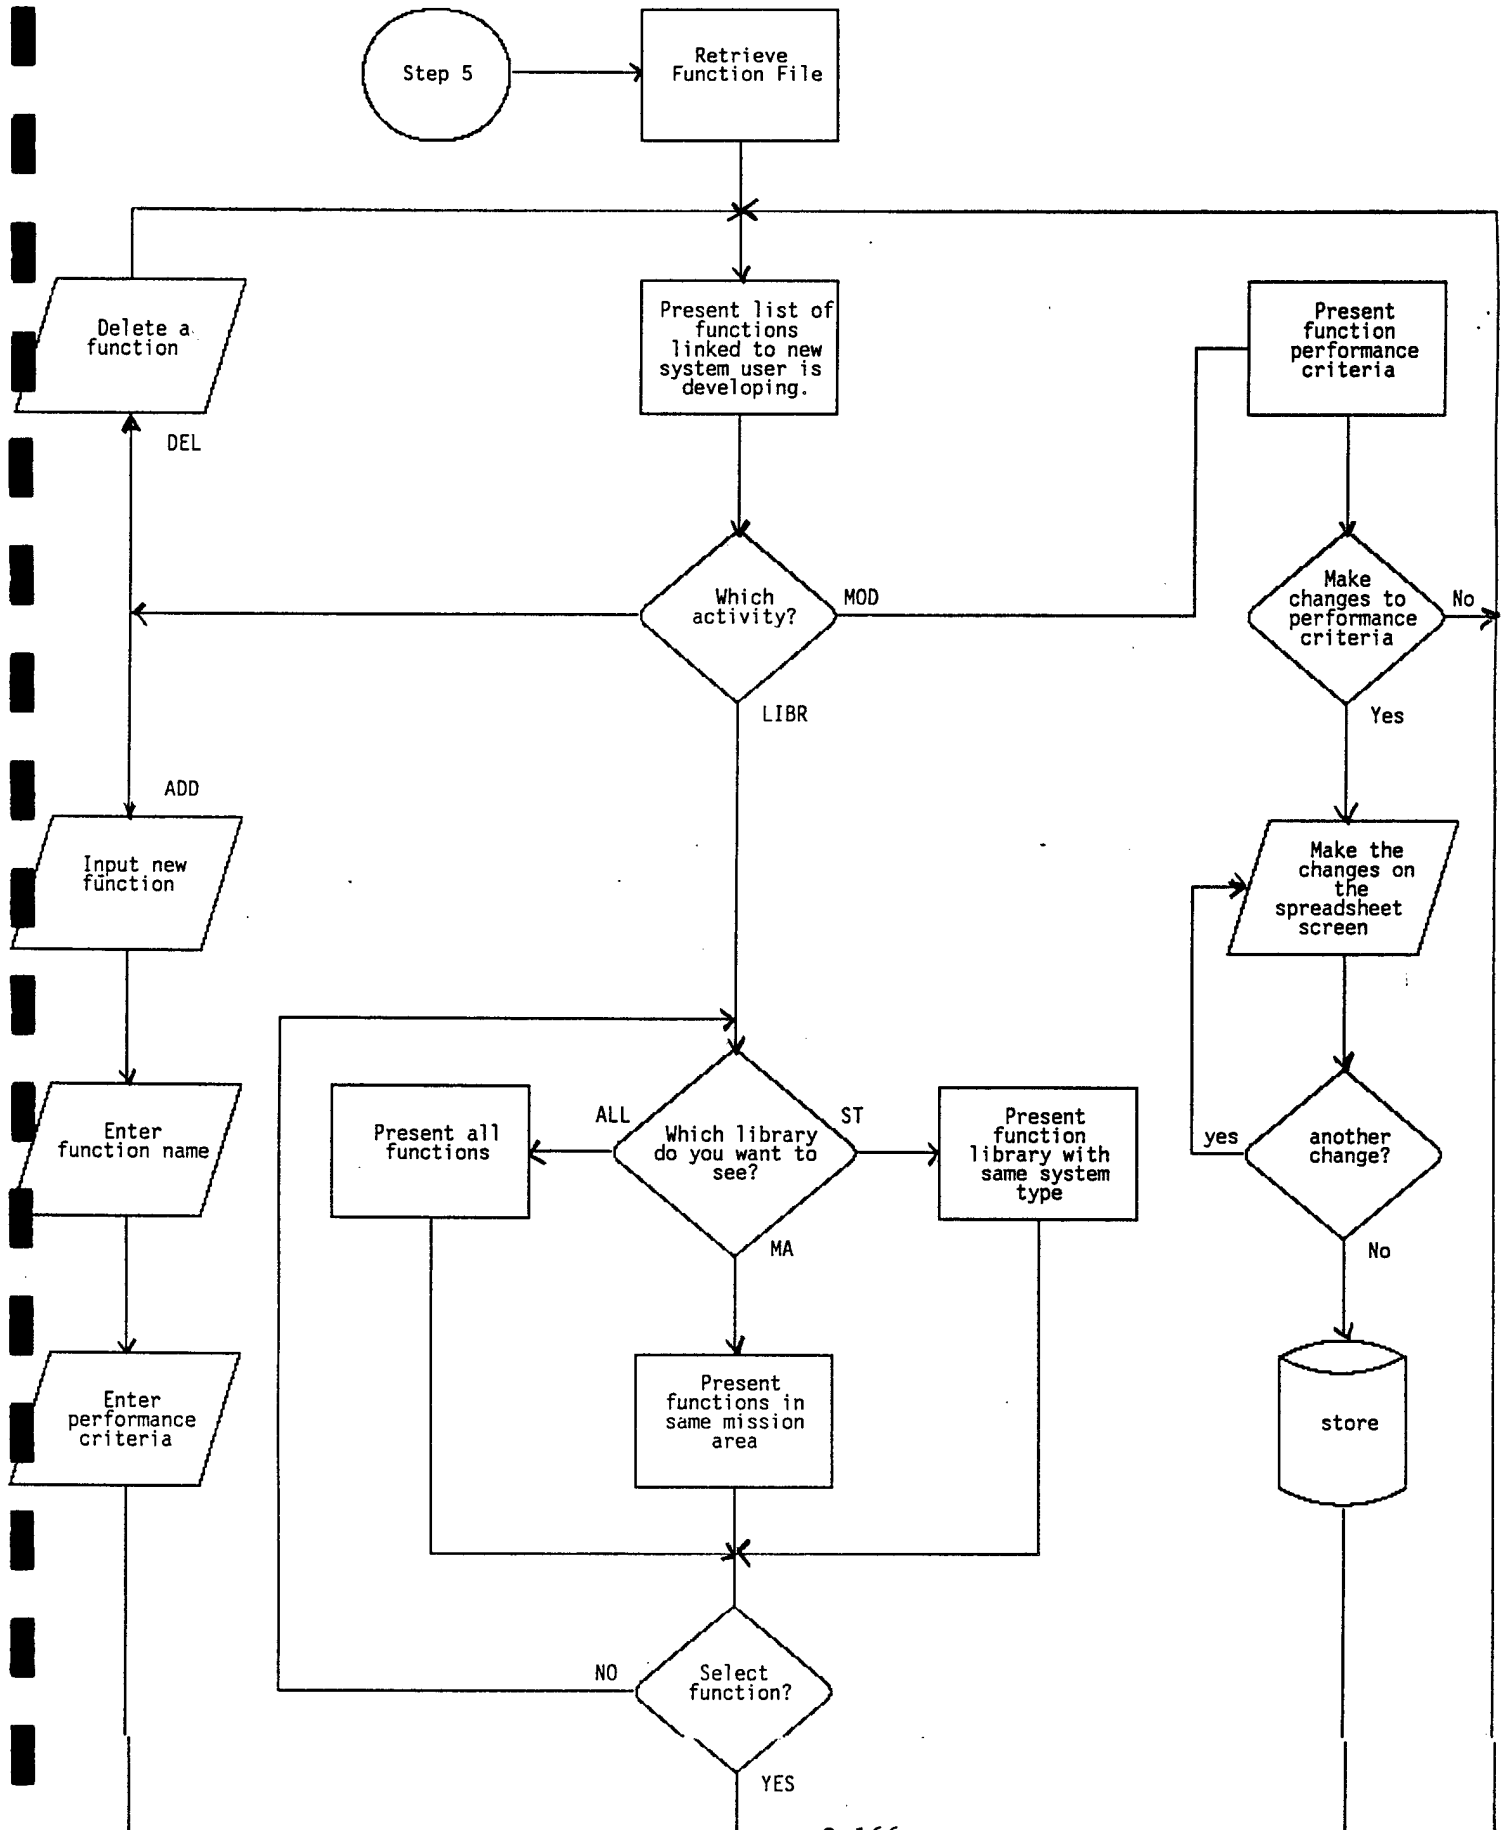 Step 5
Retrieve
Function File
Delete a
function
Present list of
functions
linked to new
system user is
developing.
Present
function
performance
criteria
DEL
Which
activity?
MOD
Make
changes to
performance
criteria
No
LIBR
Yes
ADD
Input new
function
Make the
changes on
the
spreadsheet
screen
Enter
function name
Present all
functions
ALL
Which library
do you want to
see?
ST
Present
function
library with
same system
type
yes
another
change?
MA
No
Enter
performance
criteria
Present
functions in
same mission
area
store
NO
Select
function?
YES